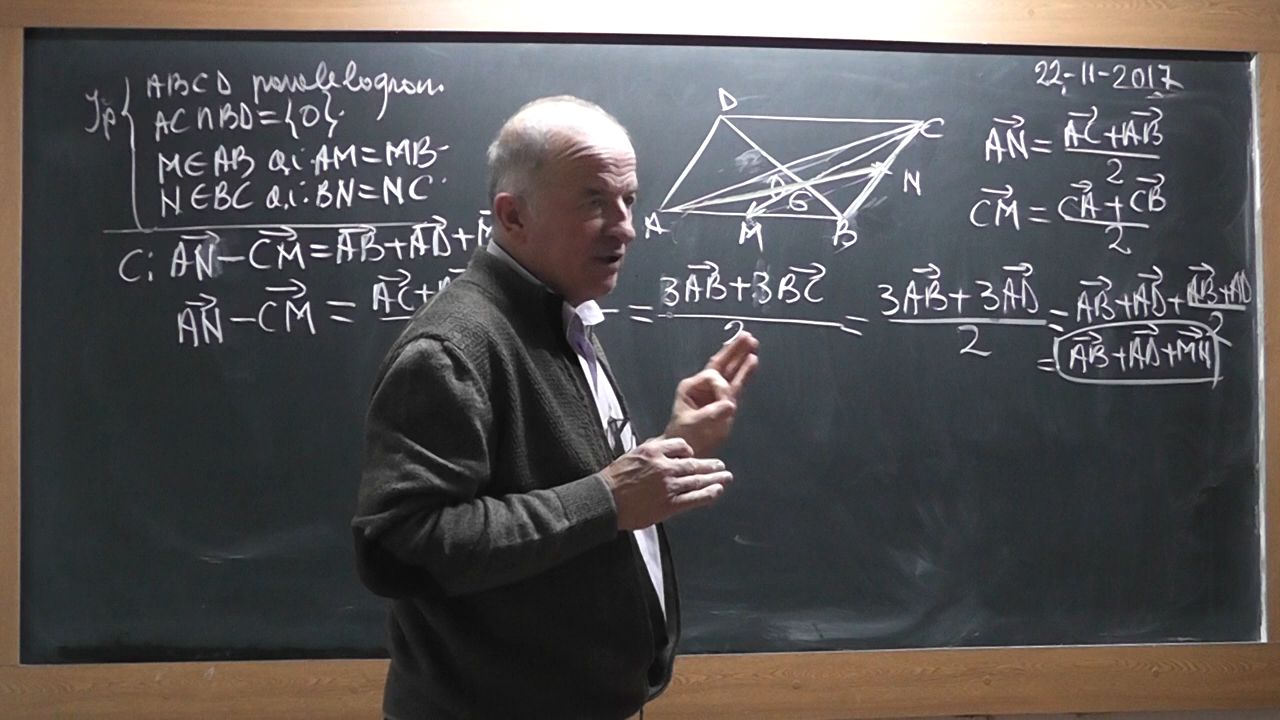 Ip { ABCD paralelogram.
AC∩BD={O};
M∈AB a.i. AM=MB
N∈BC a.i. BN=NC
C: AN⃗-CM⃗=AB⃗+AD⃗+M
AN⃗-CM⃗=AC⃗+
= (3AB⃗+3BC⃗)/2 = (3AB⃗+3AD⃗)/2 = AB⃗+AD⃗+(AB⃗+AD⃗)/2
= AB⃗+AD⃗+MN⃗
D
C
O
N
G
A
M
B
22-11-2017
AN⃗=(AC⃗+AB⃗)/2
CM⃗=(CA⃗+CB⃗)/2